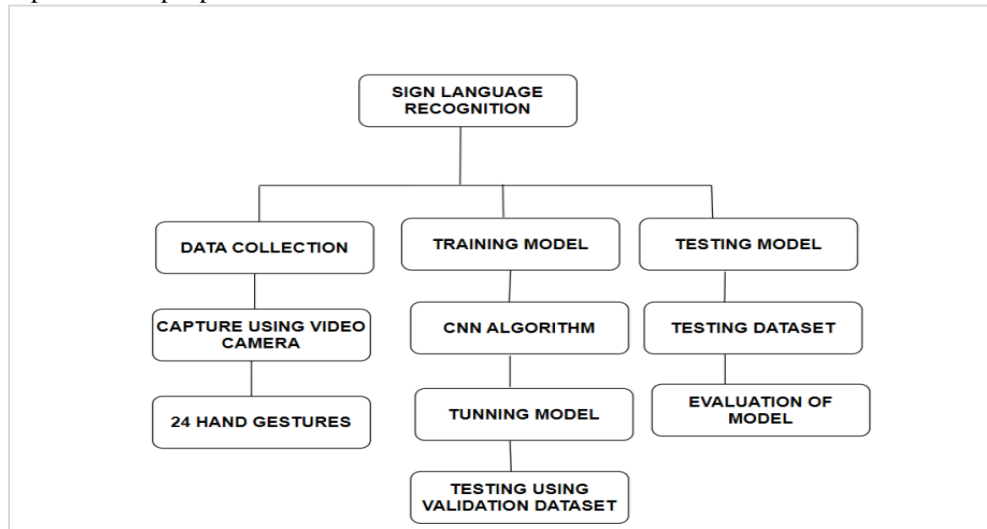 SIGN LANGUAGE
RECOGNITION
DATA COLLECTION
TRAINING MODEL
TESTING MODEL
CAPTURE USING VIDEO
CAMERA
CNN ALGORITHM
TESTING DATASET
24 HAND GESTURES
TUNNING MODEL
EVALUATION OF
MODEL
TESTING USING
VALIDATION DATASET